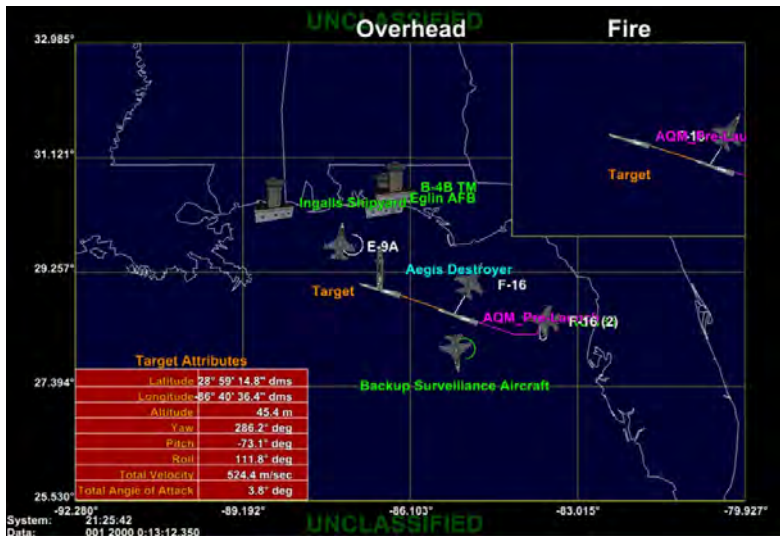 UNCLASSIFIED
Overhead
Fire
32.085°
31.121°
29.257°
27.394°
25.530°
B-4B TM
Eglin AFB
Ingalls Shipyard
E-9A
Aegis Destroyer
F-16
Target
F-16 (2)
Backup Surveillance Aircraft
Target
Target Attributes
Latitude 28° 59' 14.8" dms
Longitude -86° 40' 36.4" dms
Altitude 45.4 m
Yaw 286.2° deg
Pitch -73.1° deg
Roll 111.8° deg
Total Velocity 524.4 m/sec
Total Angle of Attack 3.8° deg
-92.280°
-89.192°
-86.103°
-83.015°
-79.927°
System: 21:25:42
Data: 001 2000 0:13:12.350
UNCLASSIFIED